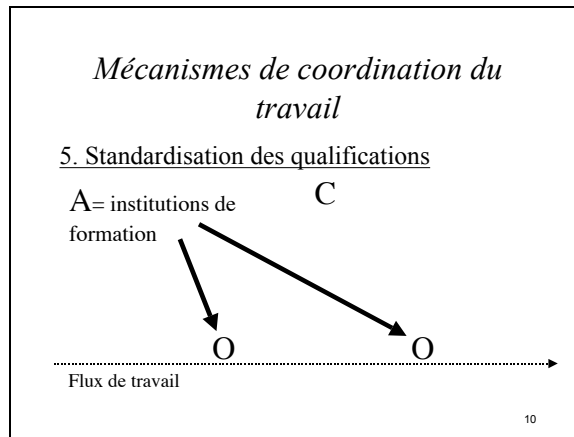 Mécanismes de coordination du
travail
5. Standardisation des qualifications
A= institutions de
formation
C
O O
Flux de travail
10